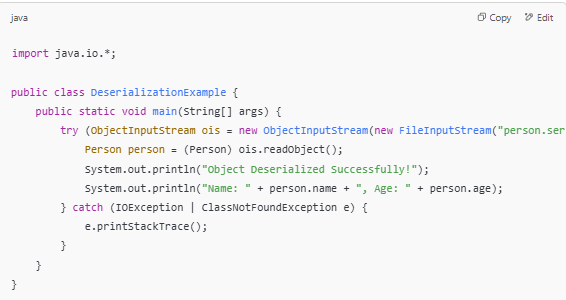 java Copy Edit
import java.io.*;
public class DeserializationExample {
    public static void main(String[] args) {
        try (ObjectInputStream ois = new ObjectInputStream(new FileInputStream("person.ser
            Person person = (Person) ois.readObject();
            System.out.println("Object Deserialized Successfully!");
            System.out.println("Name: " + person.name + ", Age: " + person.age);
        } catch (IOException | ClassNotFoundException e) {
            e.printStackTrace();
        }
    }
}